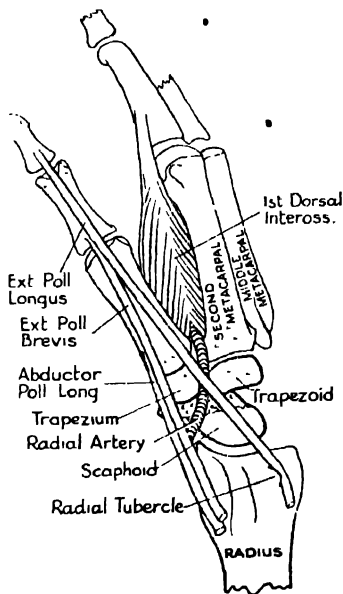 1st Dorsal
Inteross.
SECOND
METACARPAL
MIDDLE
METACARPAL
Ext Poll
Longus
Ext Poll
Brevis
Abductor
Poll Long
Trapezium
Radial Artery
Scaphoid
Radial Tubercle
Trapezoid
RADIUS